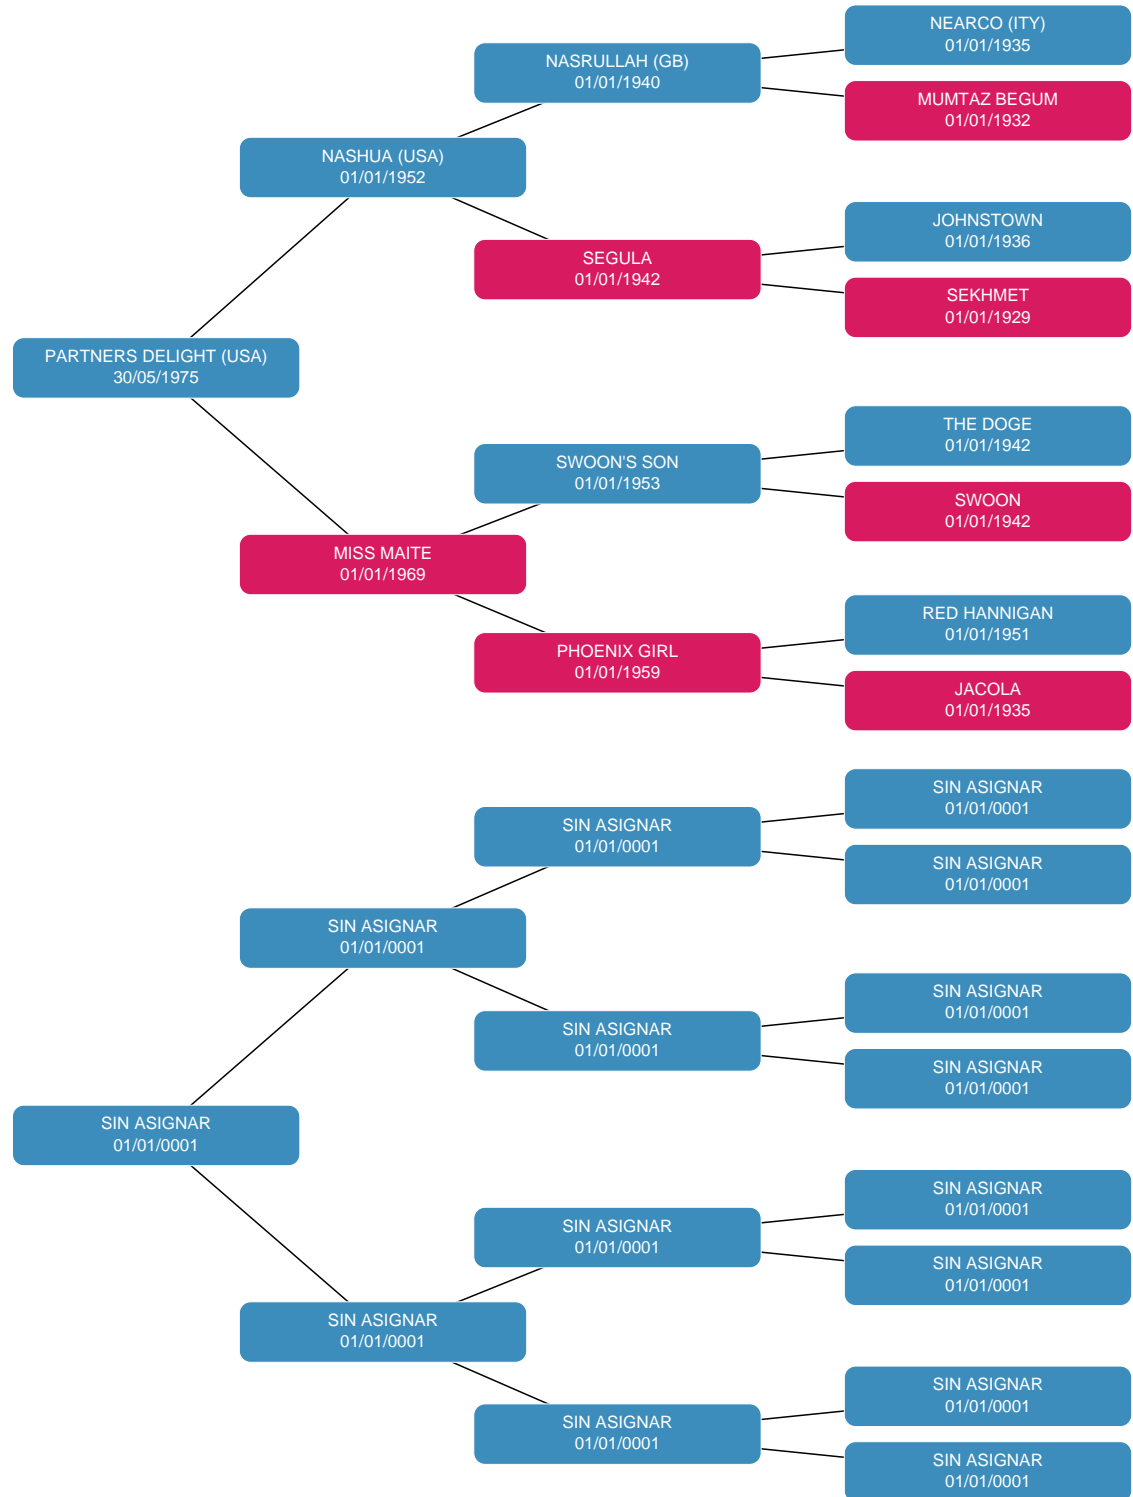 NEARCO (ITY)
01/01/1935
NASRULLAH (GB)
01/01/1940
MUMTAZ BEGUM
01/01/1932
NASHUA (USA)
01/01/1952
JOHNSTOWN
01/01/1936
SEGULA
01/01/1942
SEKHMET
01/01/1929
PARTNERS DELIGHT (USA)
30/05/1975
THE DOGE
01/01/1942
SWOON'S SON
01/01/1953
SWOON
01/01/1942
MISS MAITE
01/01/1969
RED HANNIGAN
01/01/1951
PHOENIX GIRL
01/01/1959
JACOLA
01/01/1935
SIN ASIGNAR
01/01/0001
SIN ASIGNAR
01/01/0001
SIN ASIGNAR
01/01/0001
SIN ASIGNAR
01/01/0001
SIN ASIGNAR
01/01/0001
SIN ASIGNAR
01/01/0001
SIN ASIGNAR
01/01/0001
SIN ASIGNAR
01/01/0001
SIN ASIGNAR
01/01/0001
SIN ASIGNAR
01/01/0001
SIN ASIGNAR
01/01/0001
SIN ASIGNAR
01/01/0001
SIN ASIGNAR
01/01/0001
SIN ASIGNAR
01/01/0001
SIN ASIGNAR
01/01/0001